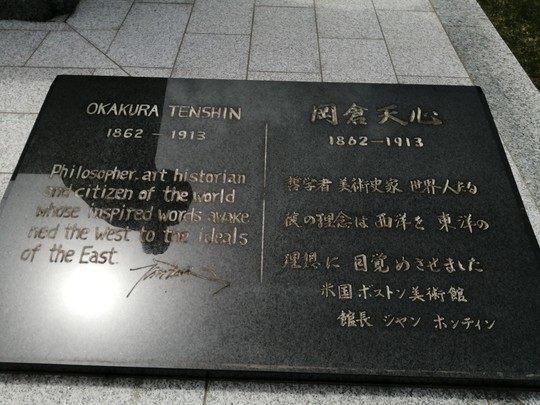 OKAKURA TENSHIN
1862 - 1913
Philosopher, art historian
and citizen of the world
whose inspired words awake
ned the west to the ideals
of the East.
岡倉天心
1862-1913
哲学者 美術史家 世界人たる
彼の理念は 西洋を 東洋の
理想に 目覚めさせました
米国 ボストン美術館
館長 ジャン ホンティン